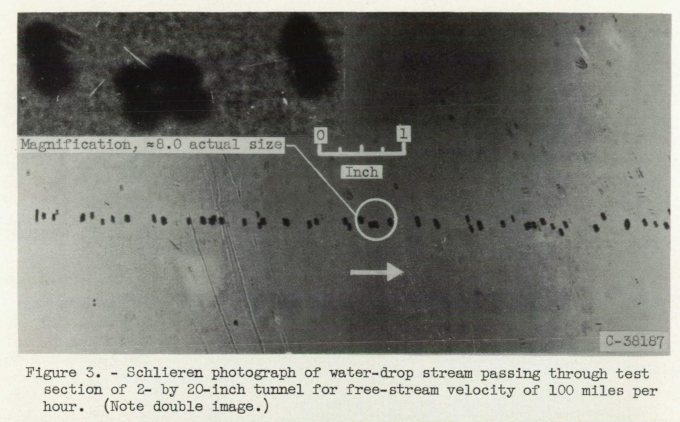 Magnification, ≈8.0 actual size
0 1
Inch
C-38187
Figure 3. - Schlieren photograph of water-drop stream passing through test
section of 2- by 20-inch tunnel for free-stream velocity of 100 miles per
hour. (Note double image.)